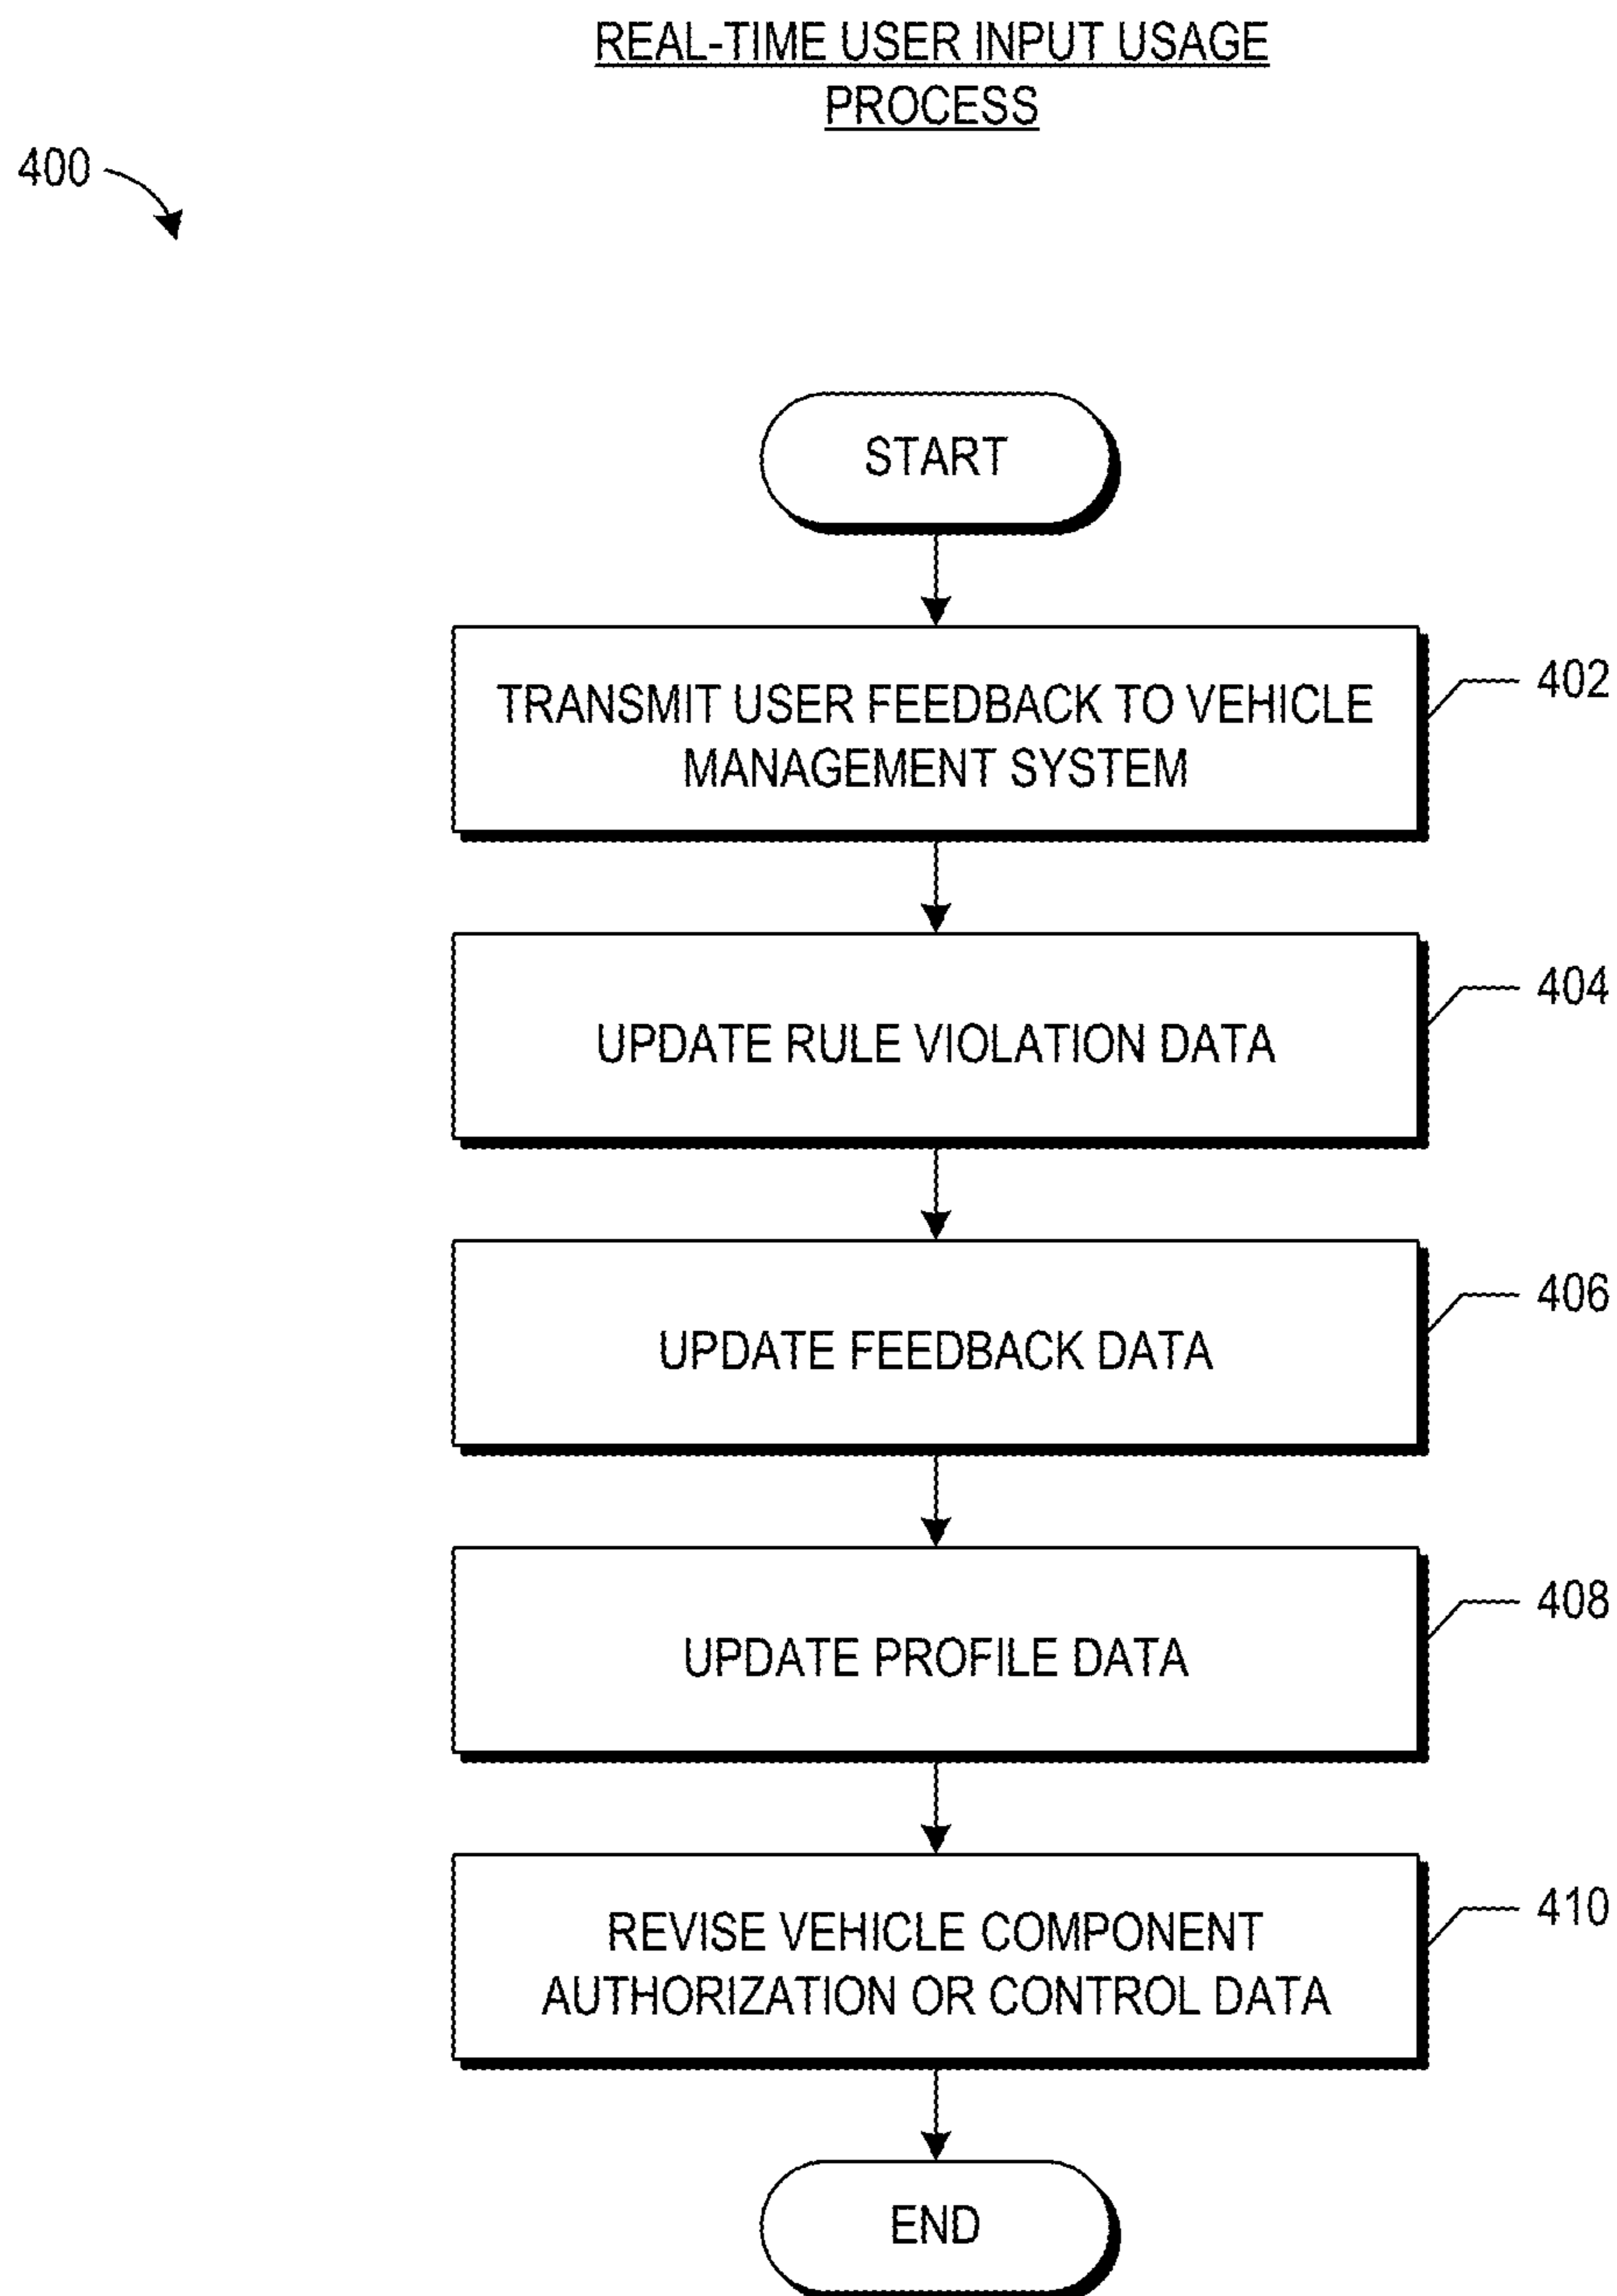 REAL-TIME USER INPUT USAGE
PROCESS
400
START
TRANSMIT USER FEEDBACK TO VEHICLE
MANAGEMENT SYSTEM
402
UPDATE RULE VIOLATION DATA
404
UPDATE FEEDBACK DATA
406
UPDATE PROFILE DATA
408
REVISE VEHICLE COMPONENT
AUTHORIZATION OR CONTROL DATA
410
END